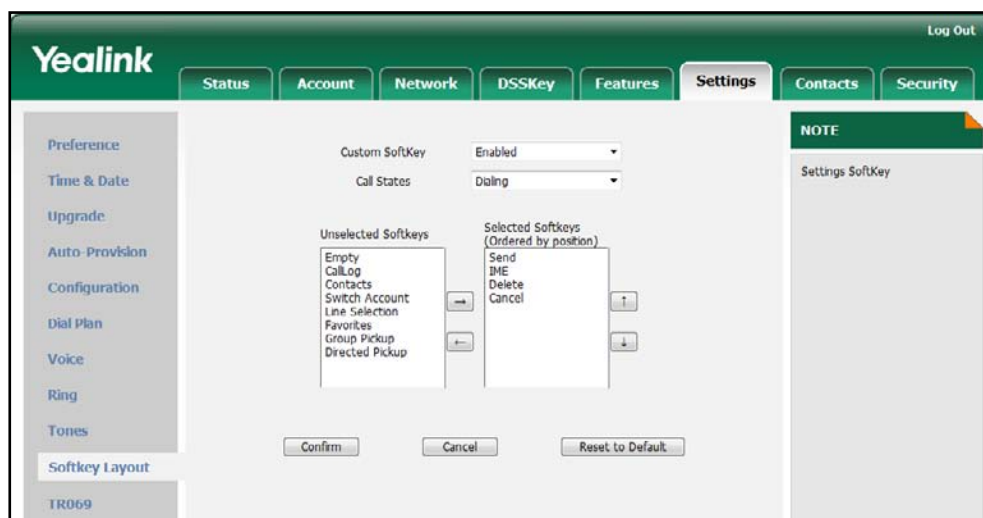 Log Out
Yealink
Status Account Network DSSKey Features Settings Contacts Security
Preference
Time & Date
Upgrade
Auto-Provision
Configuration
Dial Plan
Voice
Ring
Tones
Softkey Layout
TR069
Custom SoftKey Enabled
Call States Dialing
Unselected Softkeys
Empty
CallLog
Contacts
Switch Account
Line Selection
Favorites
Group Pickup
Directed Pickup
→
←
Selected Softkeys
(Ordered by position)
Send
IME
Delete
Cancel
↑
↓
Confirm Cancel Reset to Default
NOTE
Settings SoftKey